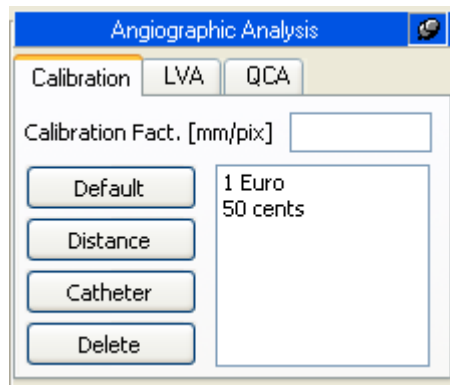 Angiographic Analysis
Calibration LVA QCA
Calibration Fact. [mm/pix]
Default
1 Euro
50 cents
Distance
Catheter
Delete